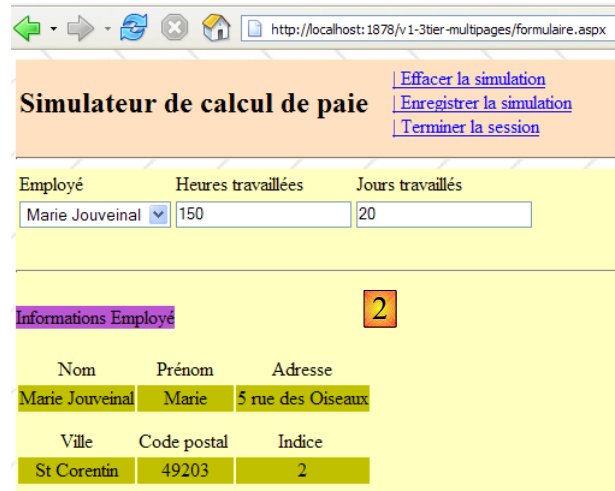 http://localhost:1878/v1-3tier-multipages/formulaire.aspx
Simulateur de calcul de paie
| Effacer la simulation
| Enregistrer la simulation
| Terminer la session
Employé Heures travaillées Jours travaillés
Marie Jouveinal 150 20
Informations Employé 2
Nom Prénom Adresse
Marie Jouveinal Marie 5 rue des Oiseaux
Ville Code postal Indice
St Corentin 49203 2